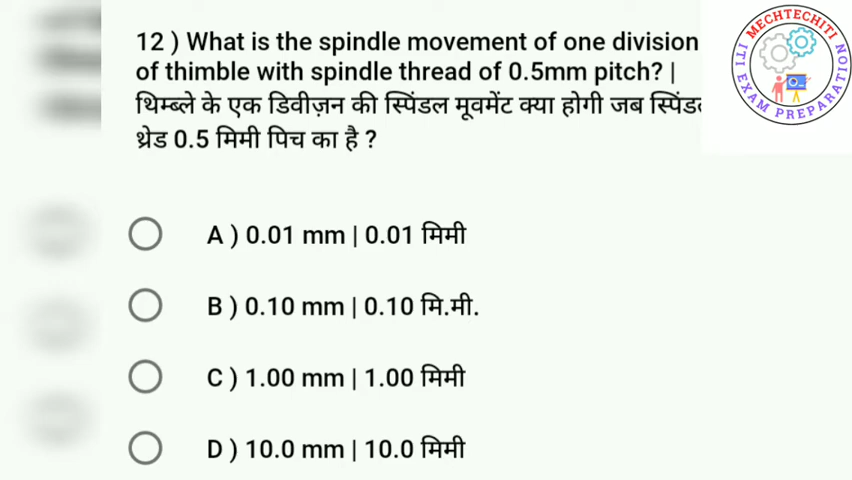 12 ) What is the spindle movement of one division
of thimble with spindle thread of 0.5mm pitch? |
थिम्ब्ले के एक डिवीज़न की स्पिंडल मूवमेंट क्या होगी जब
थ्रेड 0.5 मिमी पिच का है ?
A ) 0.01 mm | 0.01 मिमी
B ) 0.10 mm | 0.10 मि.मी.
C ) 1.00 mm | 1.00 मिमी
D ) 10.0 mm | 10.0 मिमी
MECHTECHITI
ITI EXAM PREPARATION